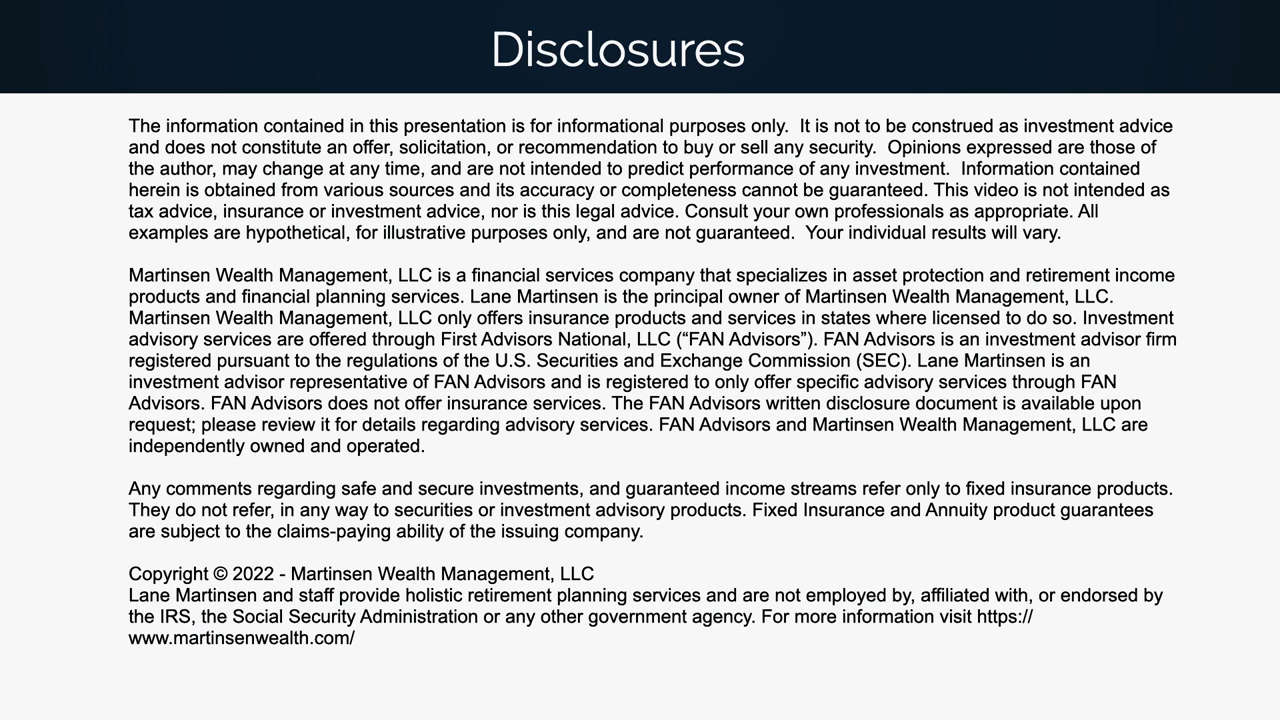 Disclosures
The information contained in this presentation is for informational purposes only.  It is not to be construed as investment advice
and does not constitute an offer, solicitation, or recommendation to buy or sell any security.  Opinions expressed are those of
the author, may change at any time, and are not intended to predict performance of any investment.  Information contained
herein is obtained from various sources and its accuracy or completeness cannot be guaranteed. This video is not intended as
tax advice, insurance or investment advice, nor is this legal advice. Consult your own professionals as appropriate. All
examples are hypothetical, for illustrative purposes only, and are not guaranteed.  Your individual results will vary.
Martinsen Wealth Management, LLC is a financial services company that specializes in asset protection and retirement income
products and financial planning services. Lane Martinsen is the principal owner of Martinsen Wealth Management, LLC.
Martinsen Wealth Management, LLC only offers insurance products and services in states where licensed to do so. Investment
advisory services are offered through First Advisors National, LLC (“FAN Advisors”). FAN Advisors is an investment advisor firm
registered pursuant to the regulations of the U.S. Securities and Exchange Commission (SEC). Lane Martinsen is an
investment advisor representative of FAN Advisors and is registered to only offer specific advisory services through FAN
Advisors. FAN Advisors does not offer insurance services. The FAN Advisors written disclosure document is available upon
request; please review it for details regarding advisory services. FAN Advisors and Martinsen Wealth Management, LLC are
independently owned and operated.
Any comments regarding safe and secure investments, and guaranteed income streams refer only to fixed insurance products.
They do not refer, in any way to securities or investment advisory products. Fixed Insurance and Annuity product guarantees
are subject to the claims-paying ability of the issuing company.
Copyright © 2022 - Martinsen Wealth Management, LLC
Lane Martinsen and staff provide holistic retirement planning services and are not employed by, affiliated with, or endorsed by
the IRS, the Social Security Administration or any other government agency. For more information visit https://
www.martinsenwealth.com/